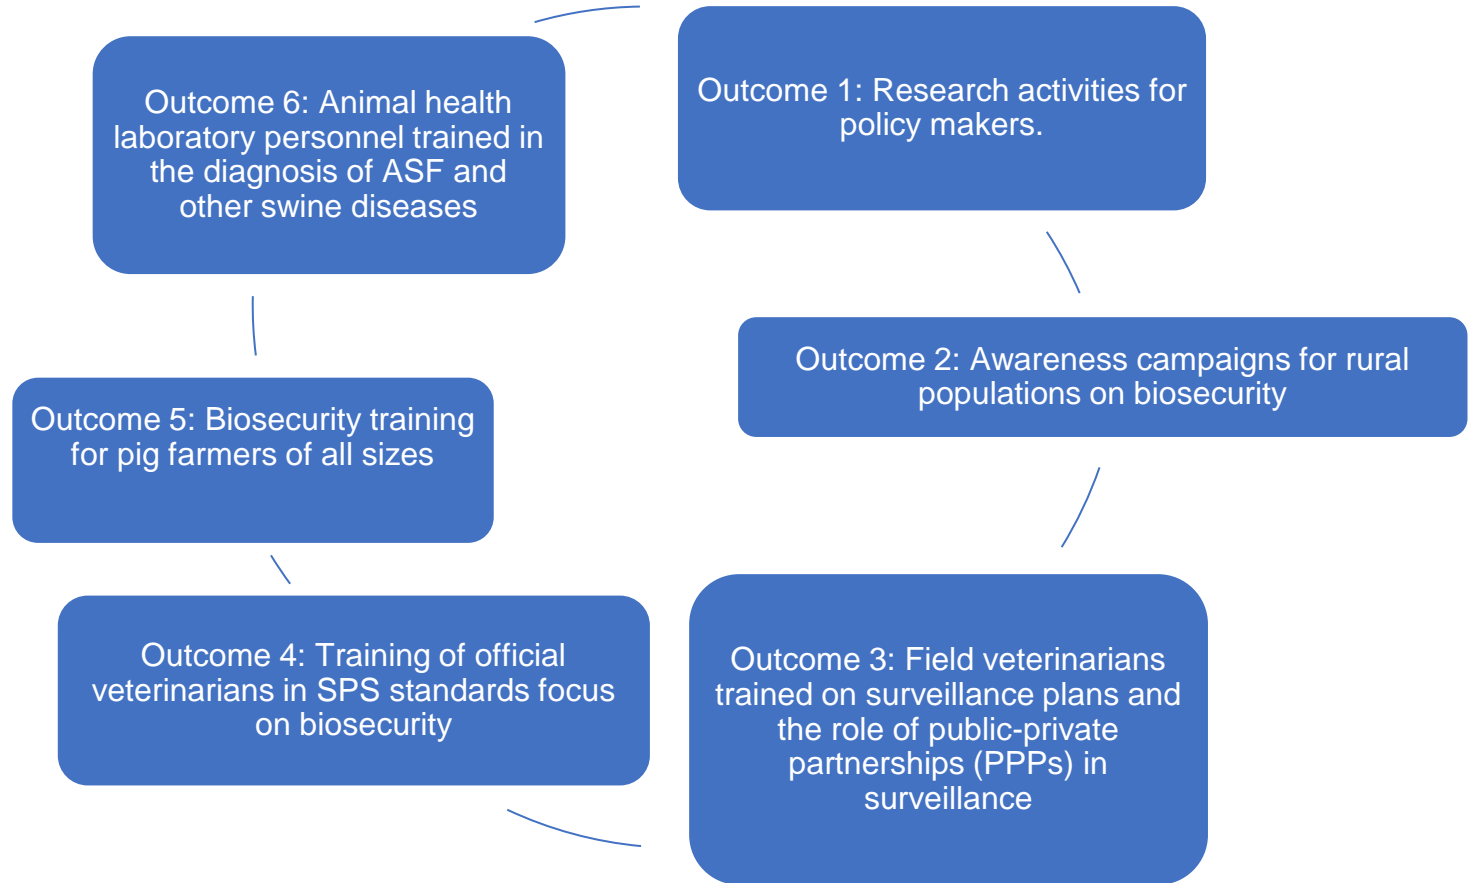 Outcome 1: Research activities for
policy makers.
Outcome 2: Awareness campaigns for rural
populations on biosecurity
Outcome 3: Field veterinarians
trained on surveillance plans and
the role of public-private
partnerships (PPPs) in
surveillance
Outcome 4: Training of official
veterinarians in SPS standards focus
on biosecurity
Outcome 5: Biosecurity training
for pig farmers of all sizes
Outcome 6: Animal health
laboratory personnel trained in
the diagnosis of ASF and
other swine diseases